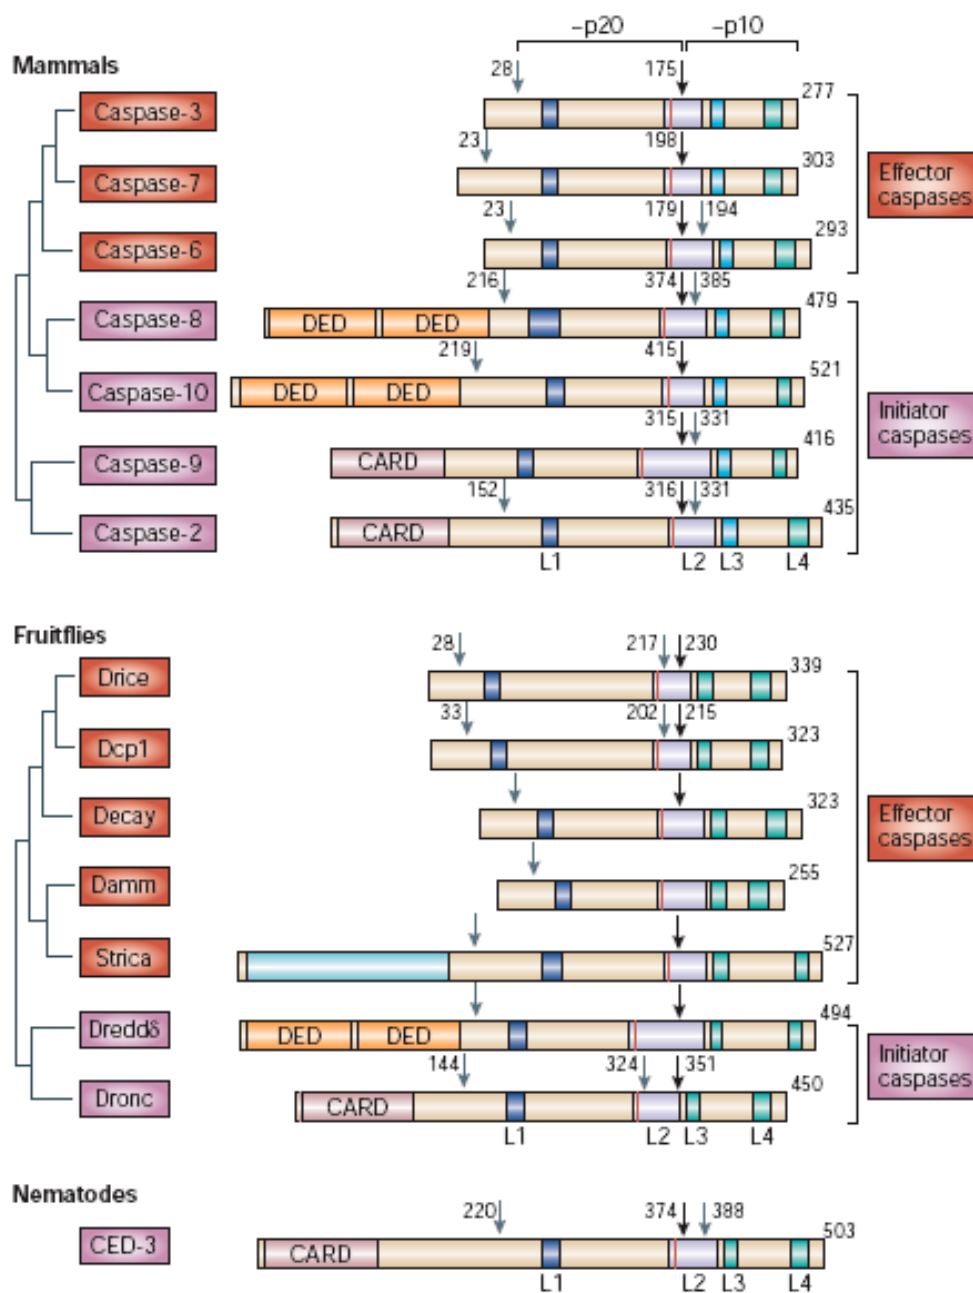 –p20 –p10
Mammals
28 175 277
Caspase-3
23 198 303
Caspase-7
Effector
caspases
23 179 194 293
Caspase-6
216 374 385 479
Caspase-8 DED DED
219 415 521
Caspase-10 DED DED
315 331 416
Initiator
caspases
Caspase-9 CARD
152 316 331 435
Caspase-2 CARD
L1 L2 L3 L4
Fruitflies
28 217 230 339
Drice
33 202 215 323
Dcp1
323
Decay
Effector
caspases
255
Damm
527
Strica
494
Dreddδ DED DED
144 324 351 450
Initiator
caspases
Dronc CARD
L1 L2 L3 L4
Nematodes
220 374 388 503
CED-3 CARD
L1 L2 L3 L4